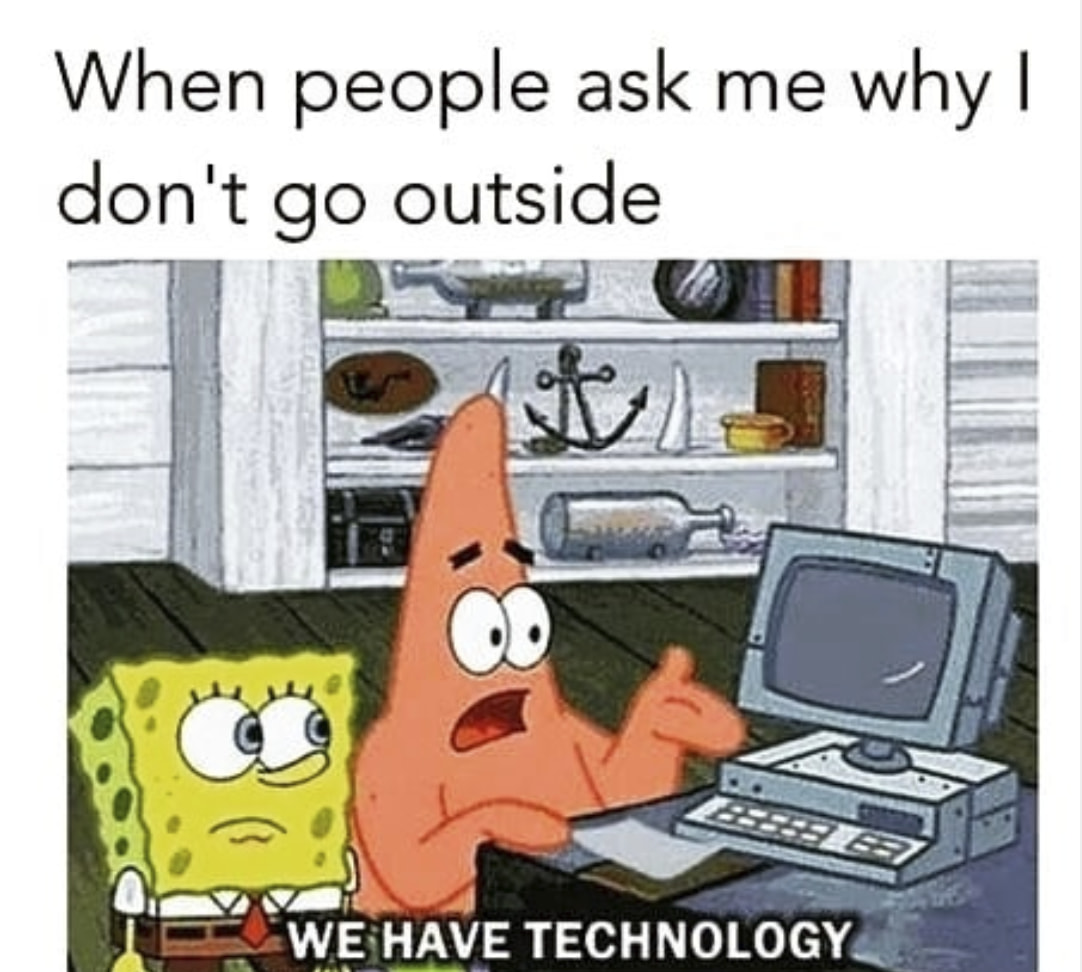 When people ask me why I
don't go outside
WE HAVE TECHNOLOGY